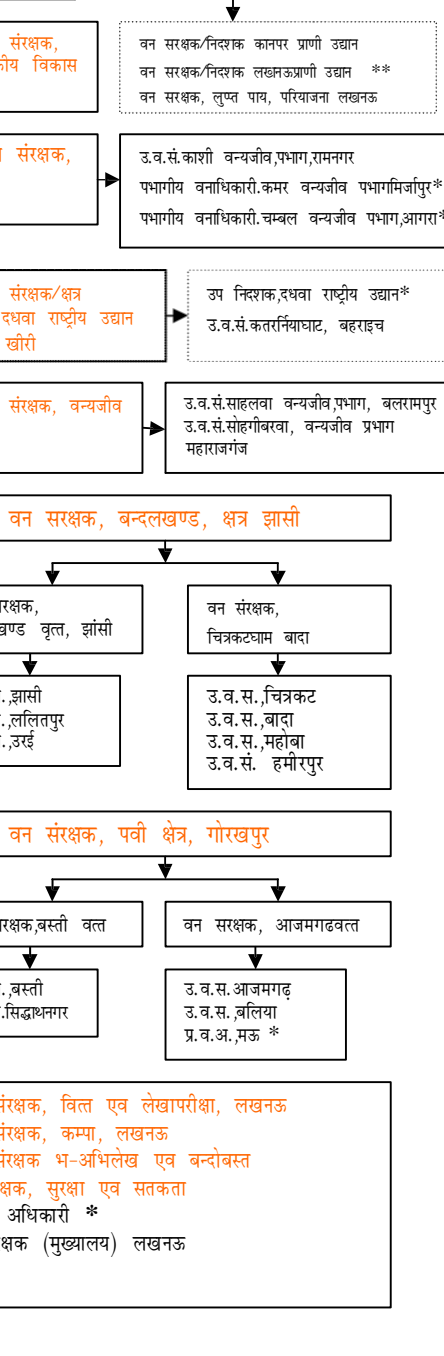 संरक्षक,
कीय विकास
वन सरक्षक/निदशक कानपर प्राणी उद्यान
वन सरक्षक/निदशक लखनऊप्राणी उद्यान **
वन सरक्षक, लुप्त पाय, परियाजना लखनऊ
संरक्षक,
उ.व.सं.काशी वन्यजीव,पभाग,रामनगर
पभागीय वनाधिकारी.कमर वन्यजीव पभागमिर्जापुर*
पभागीय वनाधिकारी.चम्बल वन्यजीव पभाग,आगरा*
संरक्षक/क्षत्र
दधवा राष्ट्रीय उद्यान
खीरी
उप निदशक,दधवा राष्ट्रीय उद्यान*
उ.व.सं.कतरर्नियाघाट, बहराइच
संरक्षक, वन्यजीव
उ.व.सं.साहलवा वन्यजीव,पभाग, बलरामपुर
उ.व.सं.सोहगीबरवा, वन्यजीव प्रभाग
महाराजगंज
वन सरक्षक, बन्दलखण्ड, क्षत्र झासी
रक्षक,
खण्ड वृत्त, झांसी
वन संरक्षक,
चित्रकटघाम बादा
.,झासी
.,ललितपुर
.,उरई
उ.व.स.,चित्रकट
उ.व.स.,बादा
उ.व.स.,महोबा
उ.व.सं. हमीरपुर
वन संरक्षक, पवी क्षेत्र, गोरखपुर
रक्षक,बस्ती वत्त
वन सरक्षक, आजमगढवत्त
.,बस्ती
.सिद्धाथनगर
उ.व.स.आजमगढ़
उ.व.स.,बलिया
प्र.व.अ.,मऊ *
संरक्षक, वित्त एव लेखापरीक्षा, लखनऊ
संरक्षक, कम्पा, लखनऊ
संरक्षक भ-अभिलेख एव बन्दोबस्त
क्षक, सुरक्षा एव सतकता
अधिकारी *
क्षक (मुख्यालय) लखनऊ